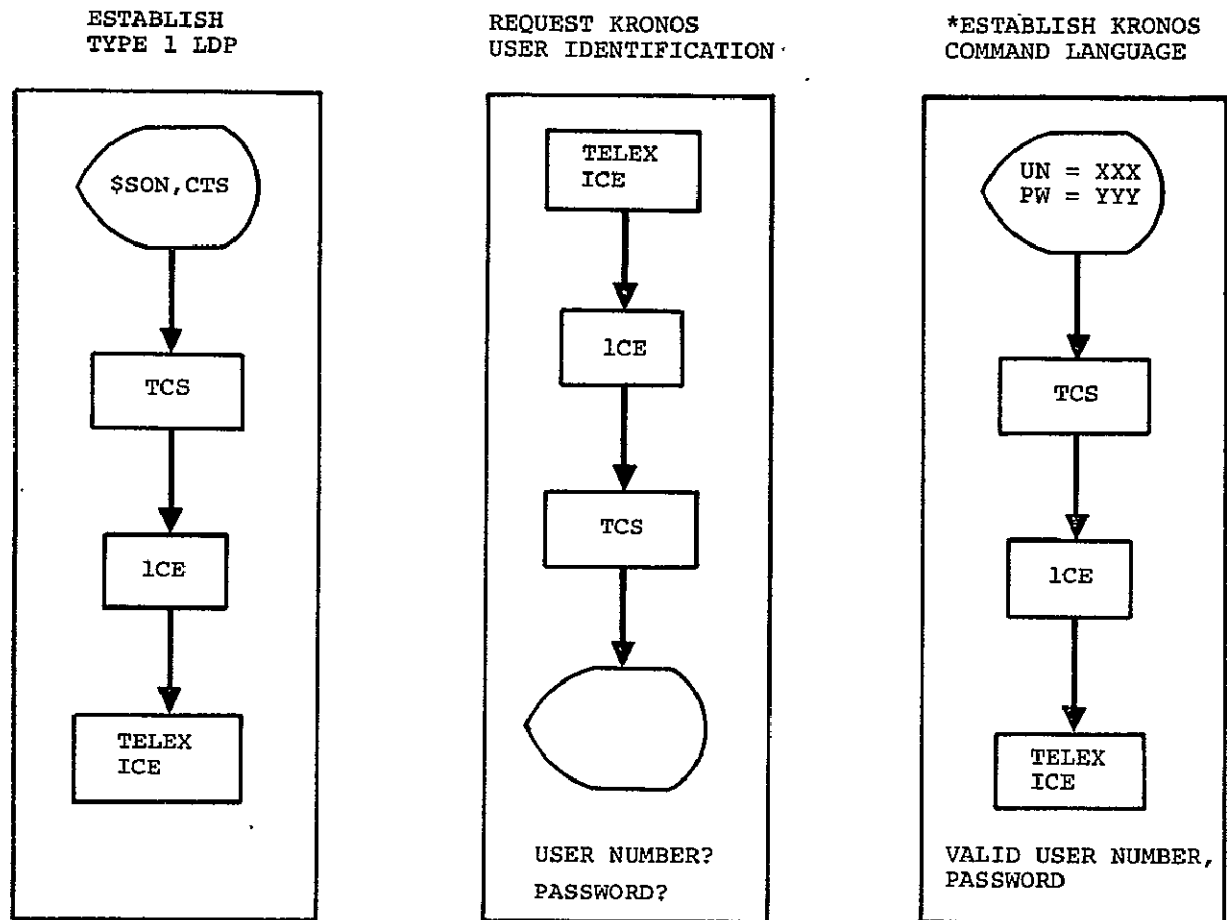 ESTABLISH
TYPE 1 LDP
$SON,CTS
TCS
1CE
TELEX
ICE
REQUEST KRONOS
USER IDENTIFICATION
TELEX
ICE
1CE
TCS
USER NUMBER?
PASSWORD?
*ESTABLISH KRONOS
COMMAND LANGUAGE
UN = XXX
PW = YYY
TCS
1CE
TELEX
ICE
VALID USER NUMBER,
PASSWORD